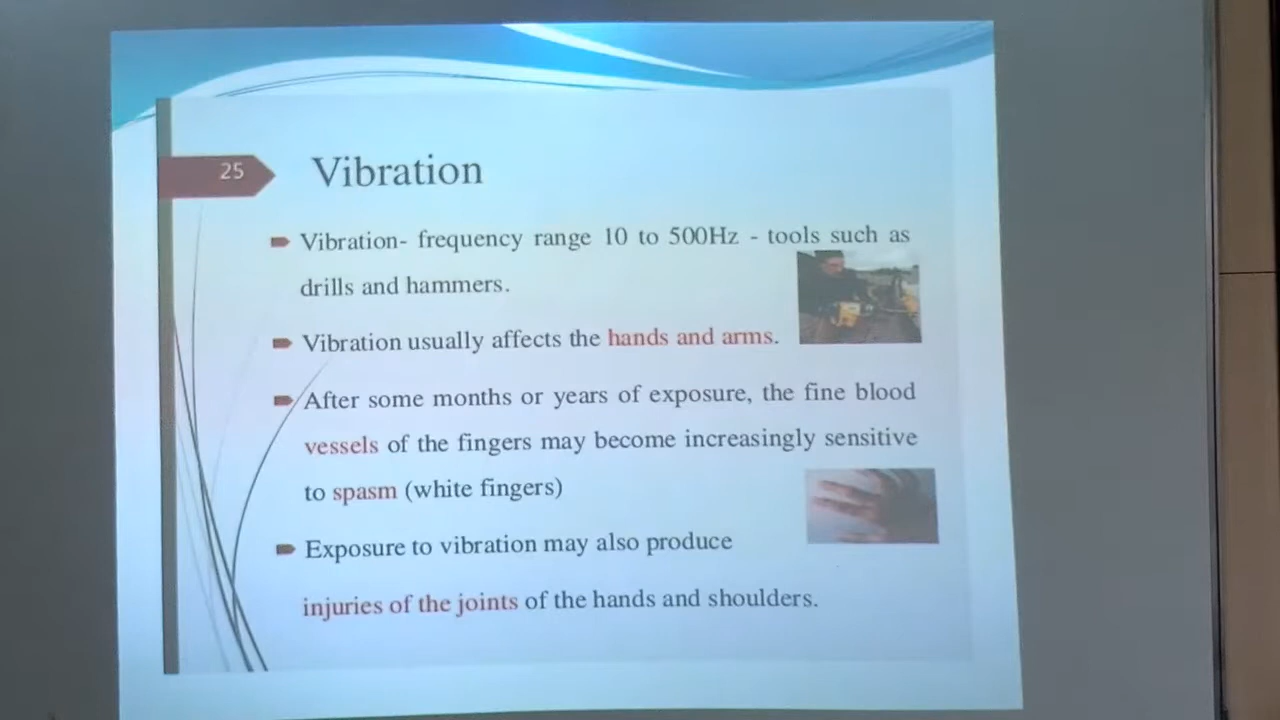 25
Vibration
Vibration- frequency range 10 to 500Hz - tools such as
drills and hammers.
Vibration usually affects the hands and arms.
After some months or years of exposure, the fine blood
vessels of the fingers may become increasingly sensitive
to spasm (white fingers)
Exposure to vibration may also produce
injuries of the joints of the hands and shoulders.